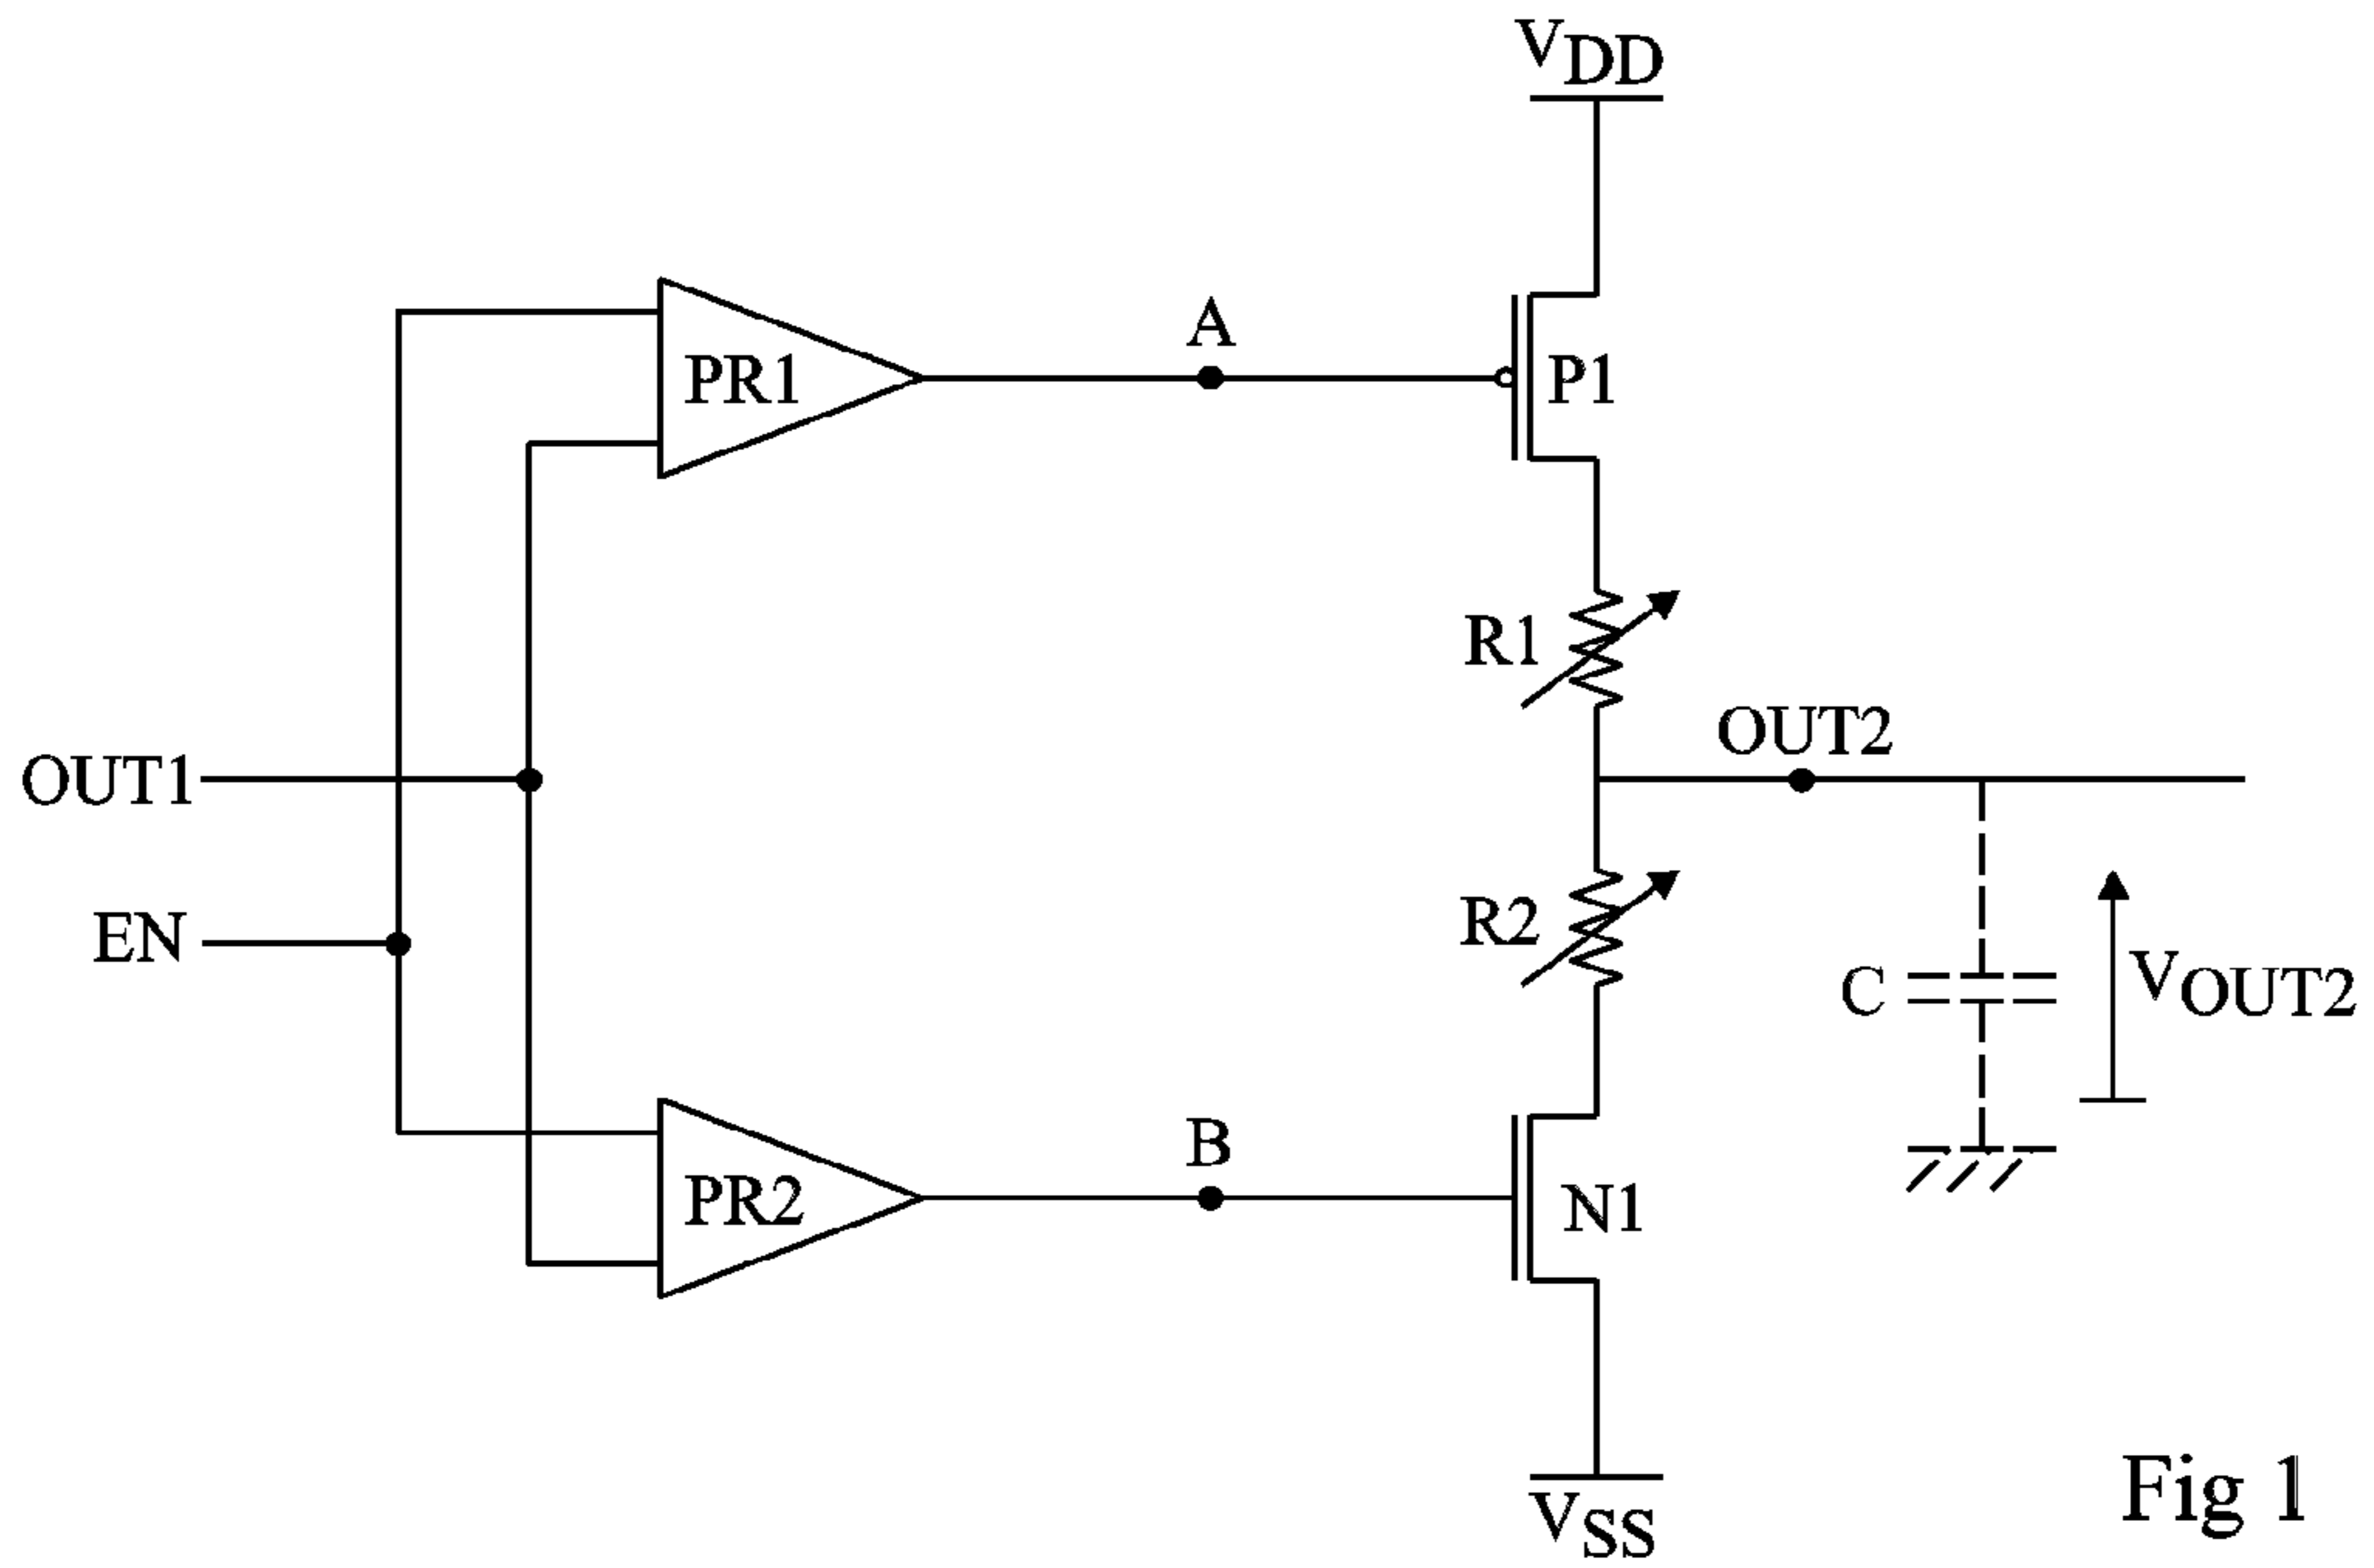 VDD
A
PR1
P1
R1
OUT2
OUT1
R2
EN
C
VOUT2
B
PR2
N1
VSS
Fig 1